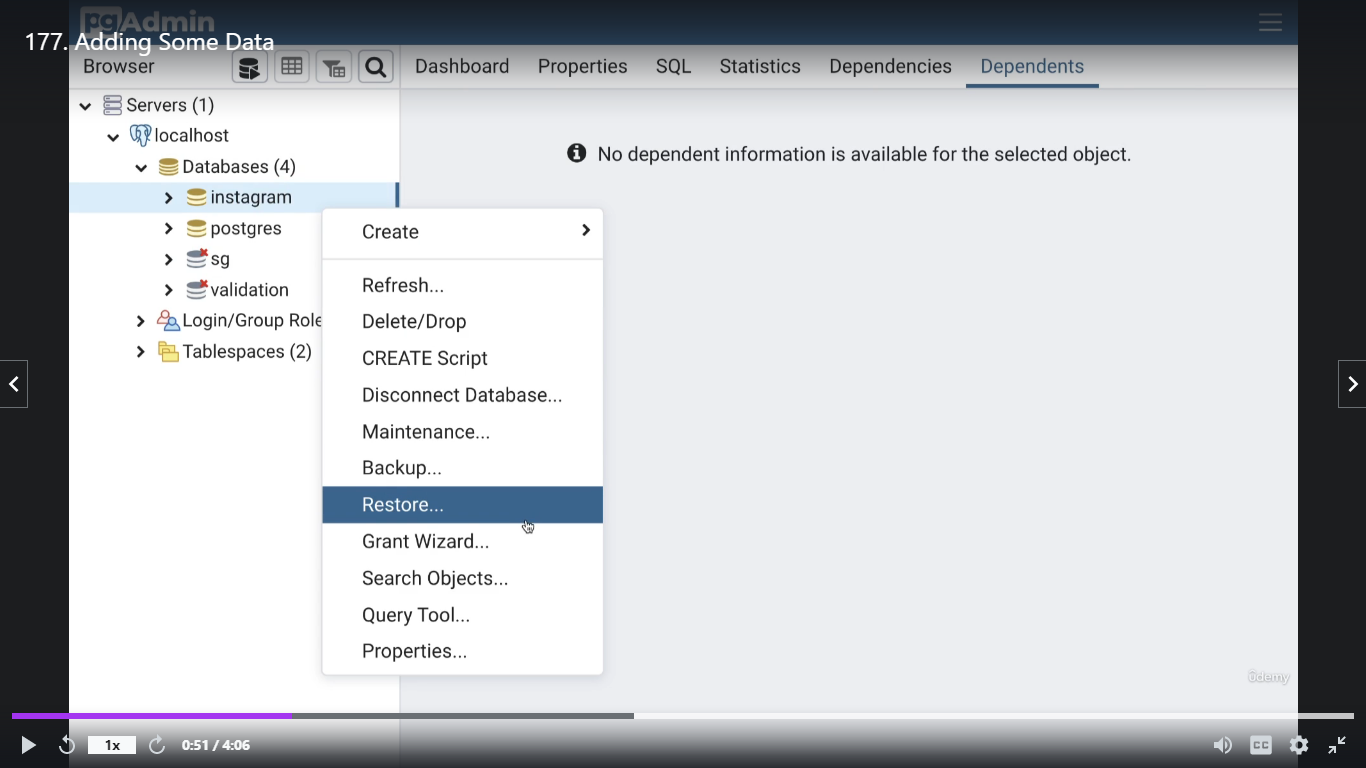 pgAdmin
177. Adding Some Data
Browser
Dashboard Properties SQL Statistics Dependencies Dependents
Servers (1)
localhost
Databases (4)
instagram
postgres
sg
validation
Login/Group Role
Tablespaces (2)
No dependent information is available for the selected object.
Create
Refresh...
Delete/Drop
CREATE Script
Disconnect Database...
Maintenance...
Backup...
Restore...
Grant Wizard...
Search Objects...
Query Tool...
Properties...
ûdemy
1x 0:51 / 4:06
CC